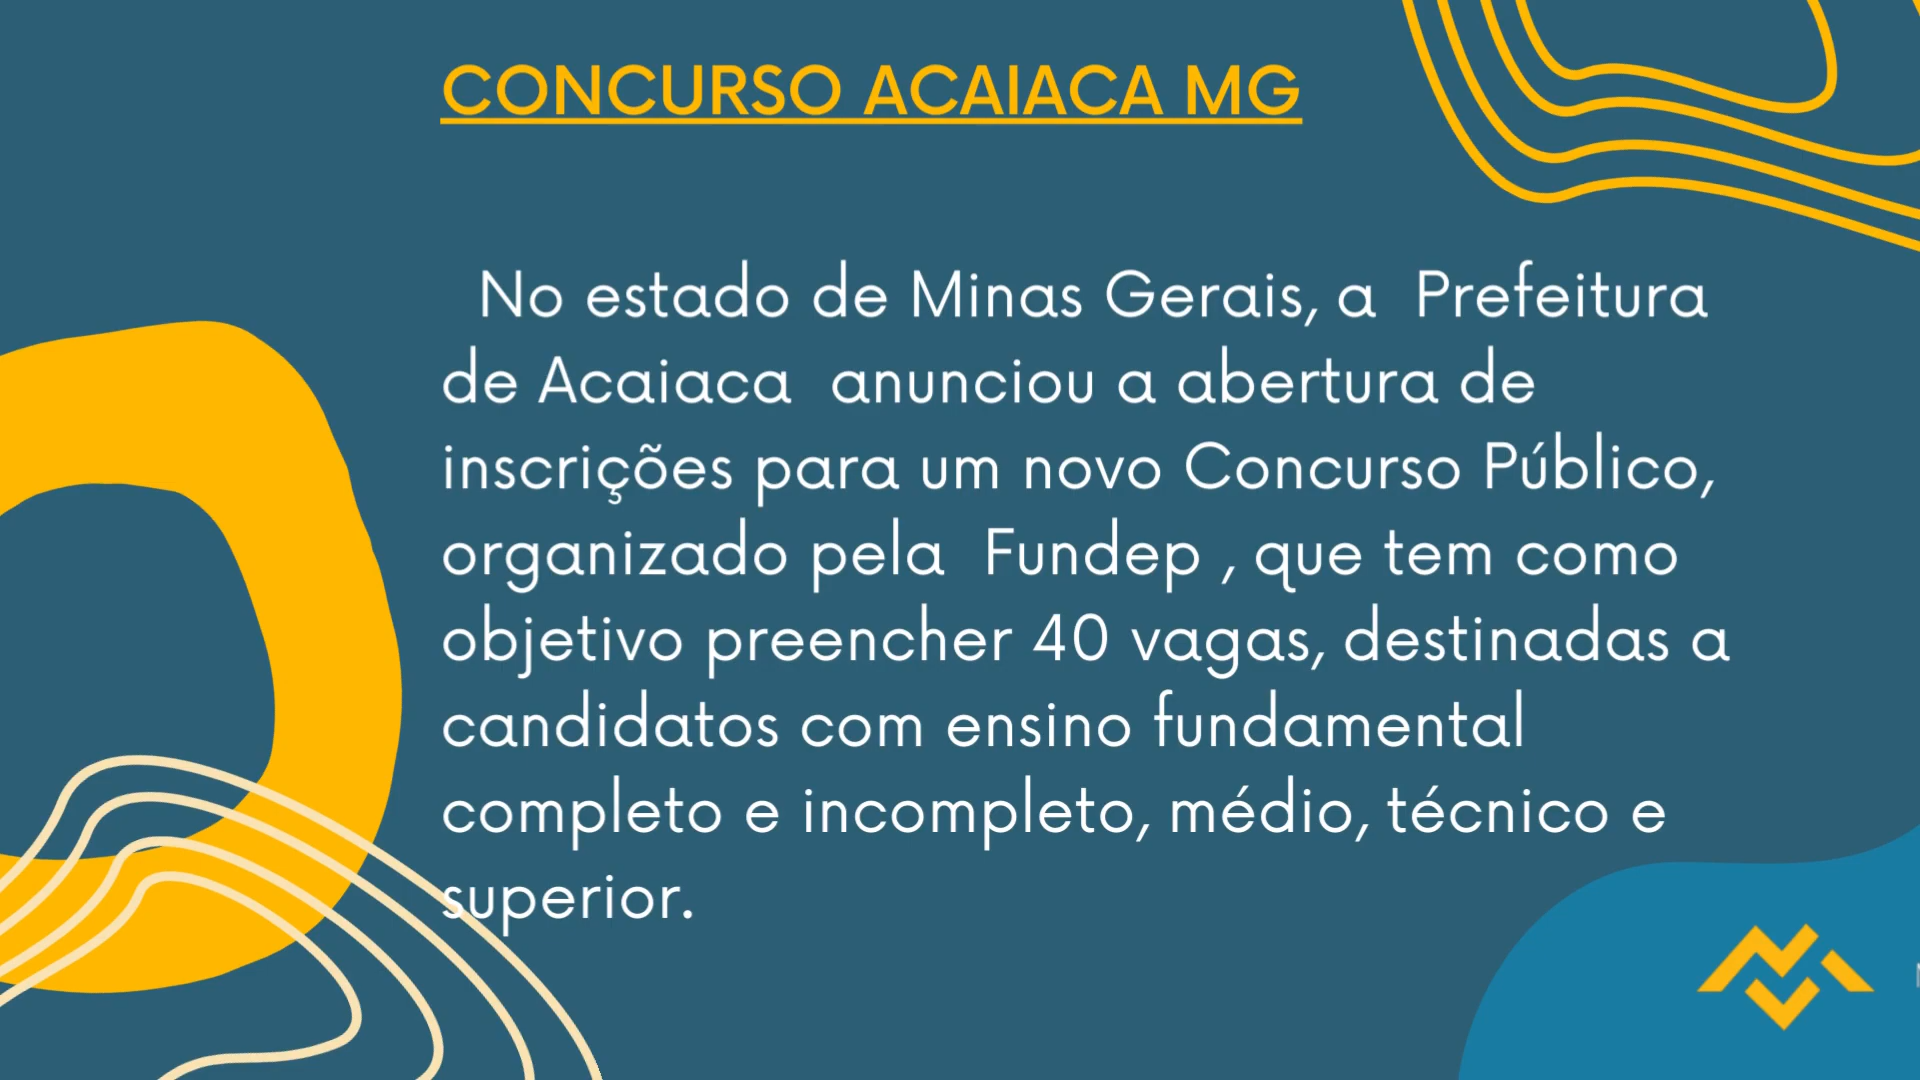 CONCURSO ACAIACA MG
No estado de Minas Gerais, a Prefeitura
de Acaiaca anunciou a abertura de
inscrições para um novo Concurso Público,
organizado pela Fundep , que tem como
objetivo preencher 40 vagas, destinadas a
candidatos com ensino fundamental
completo e incompleto, médio, técnico e
superior.